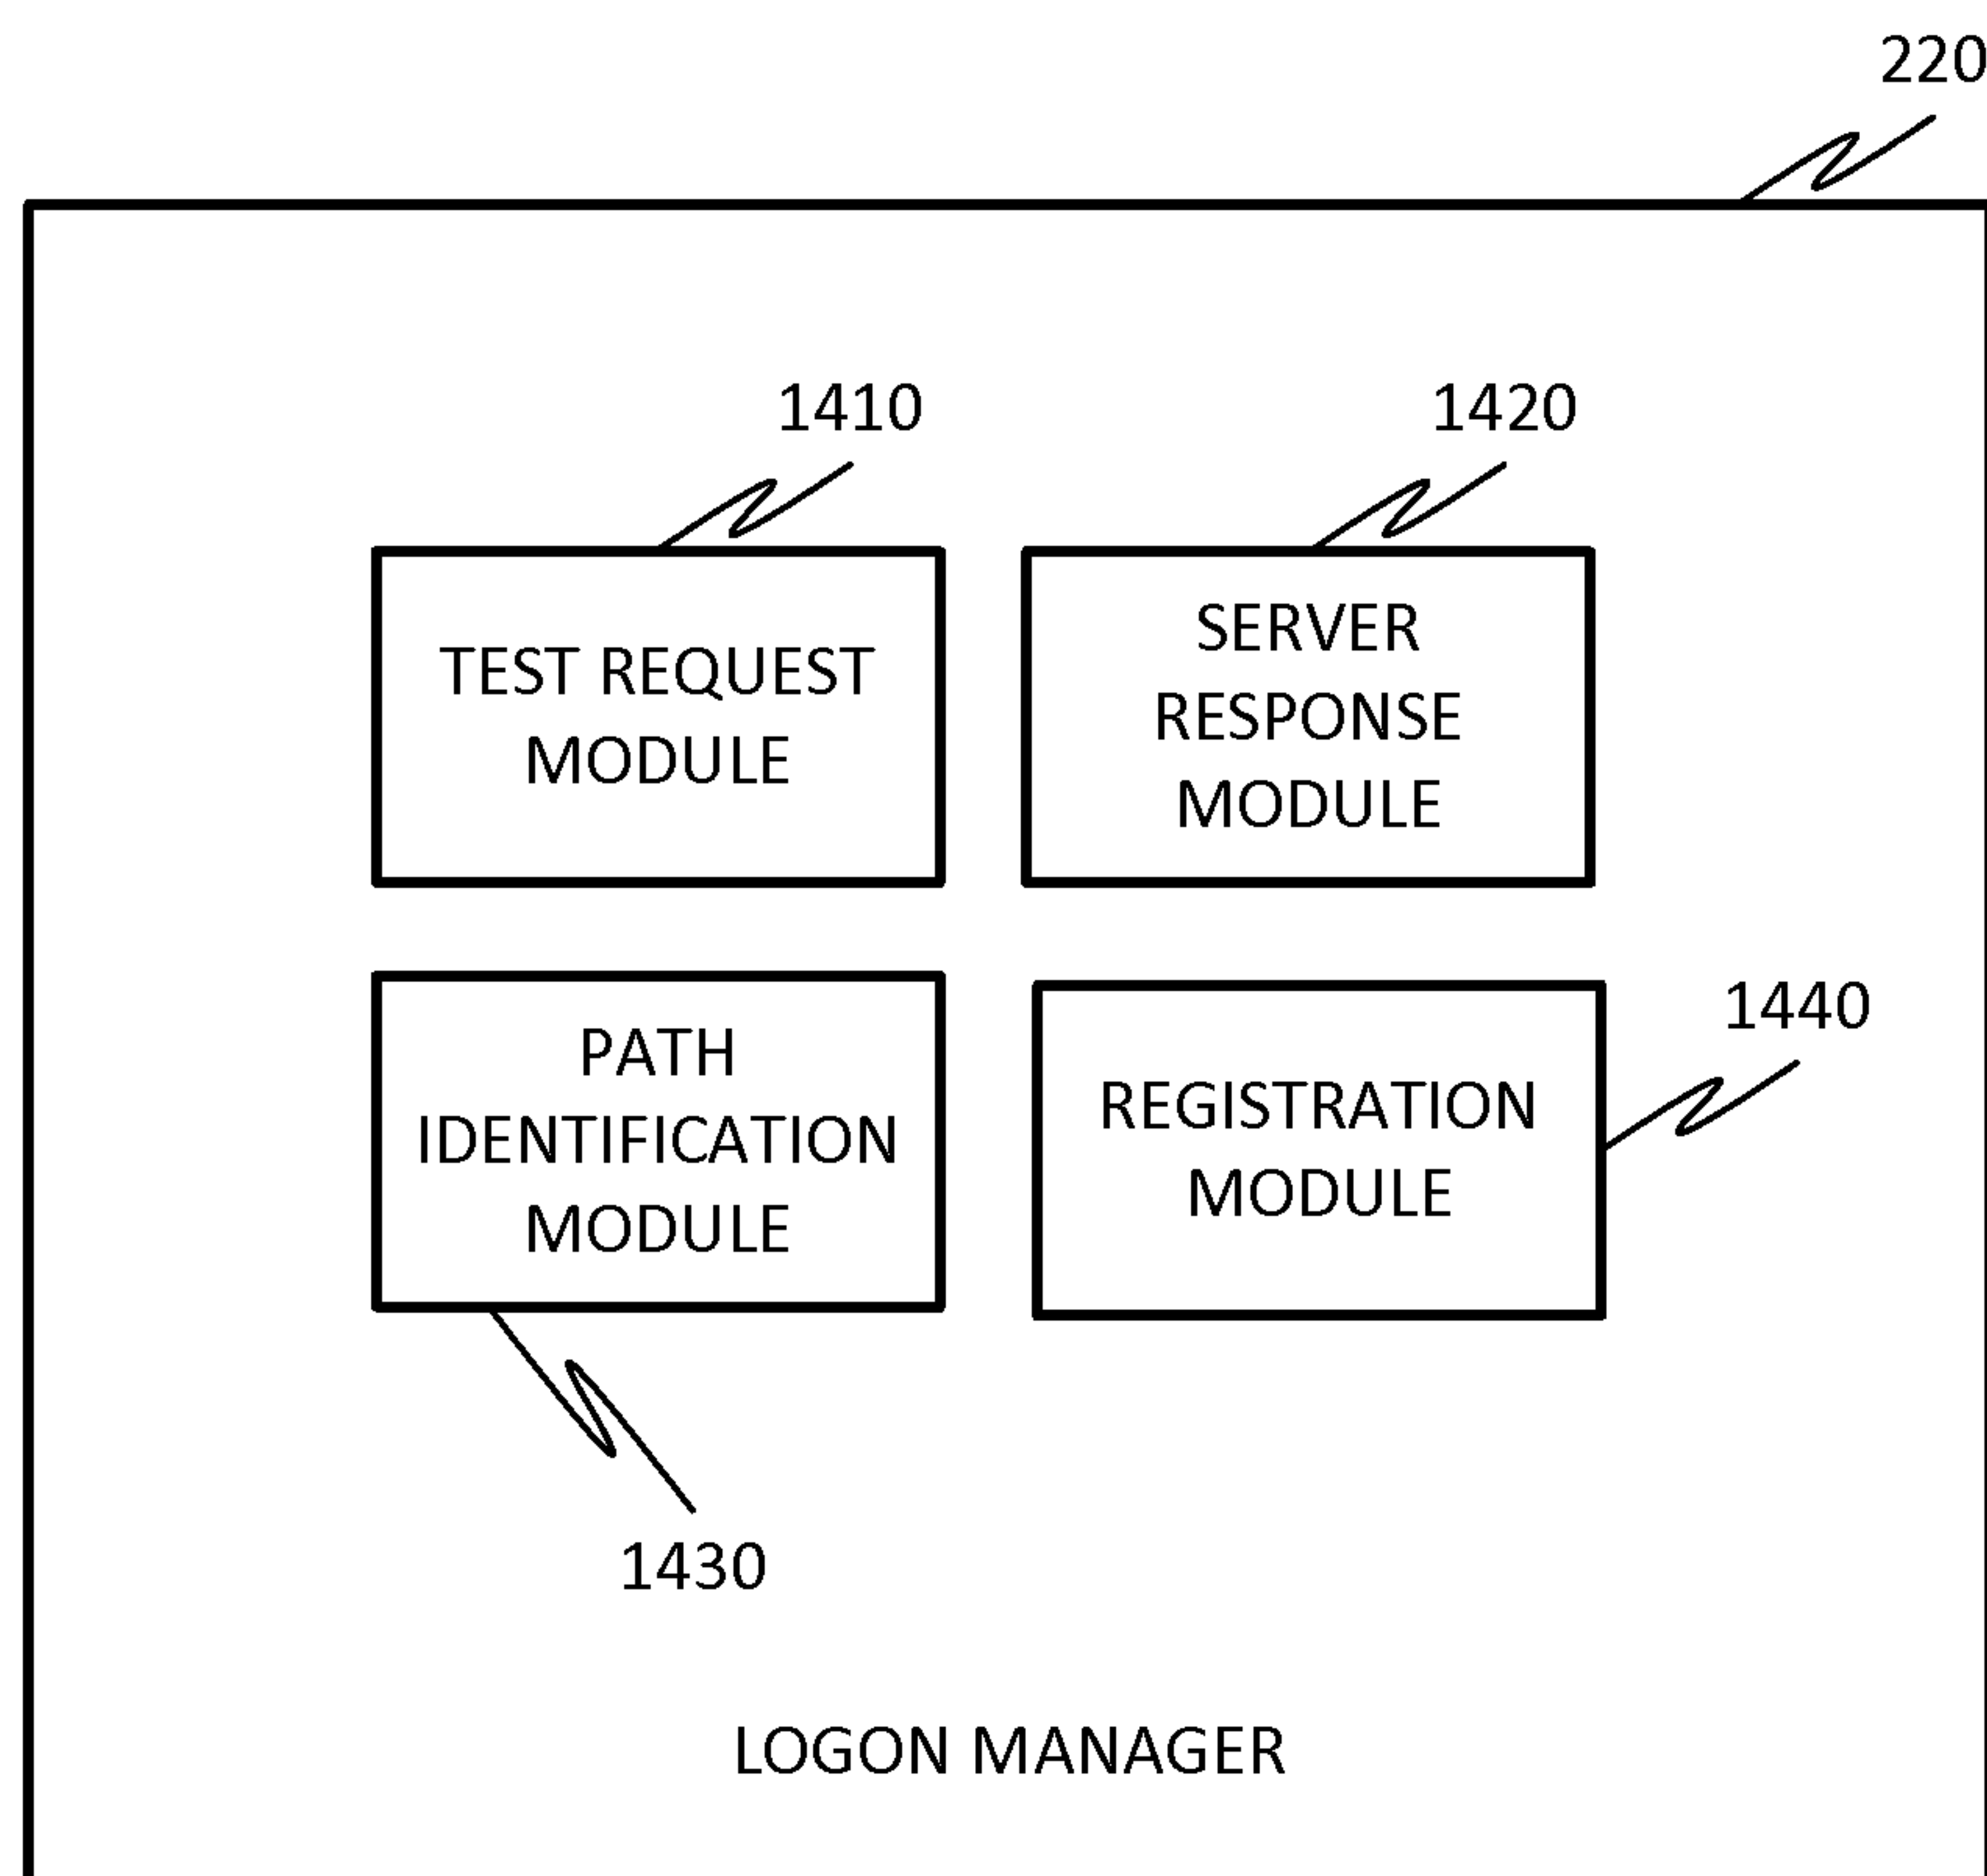 220
1410
1420
TEST REQUEST
MODULE
SERVER
RESPONSE
MODULE
PATH
IDENTIFICATION
MODULE
1440
REGISTRATION
MODULE
1430
LOGON MANAGER